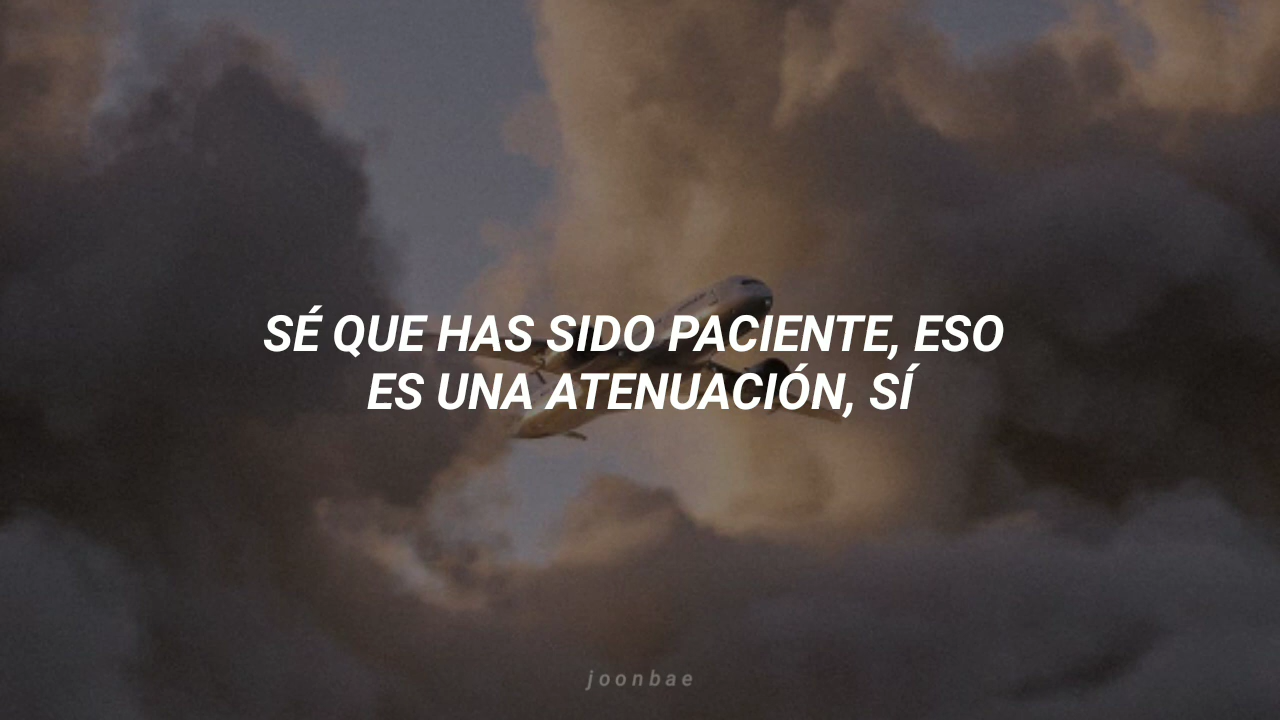 SÉ QUE HAS SIDO PACIENTE, ESO
ES UNA ATENUACIÓN, SÍ
joonbae